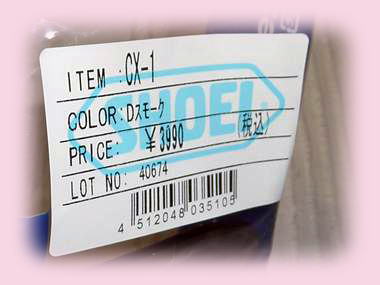 ITEM :CX-1
SHOEI
COLOR:Dスモーク
PRICE: ¥3990 (税込)
LOT NO: 40674
4 512048 035105